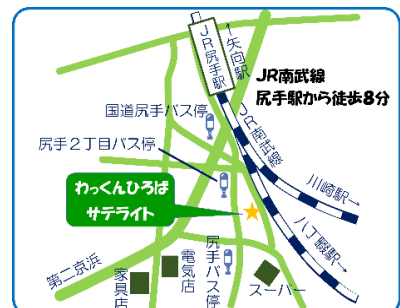 ↑矢向駅
JR尻手駅
JR南武線
尻手駅から徒歩8分
国道尻手バス停
JR南武線
尻手2丁目バス停
川崎駅→
わっくんひろば
サテライト
八丁畷駅→
第二京浜
家具店
電気店
尻手バス停
スーパー